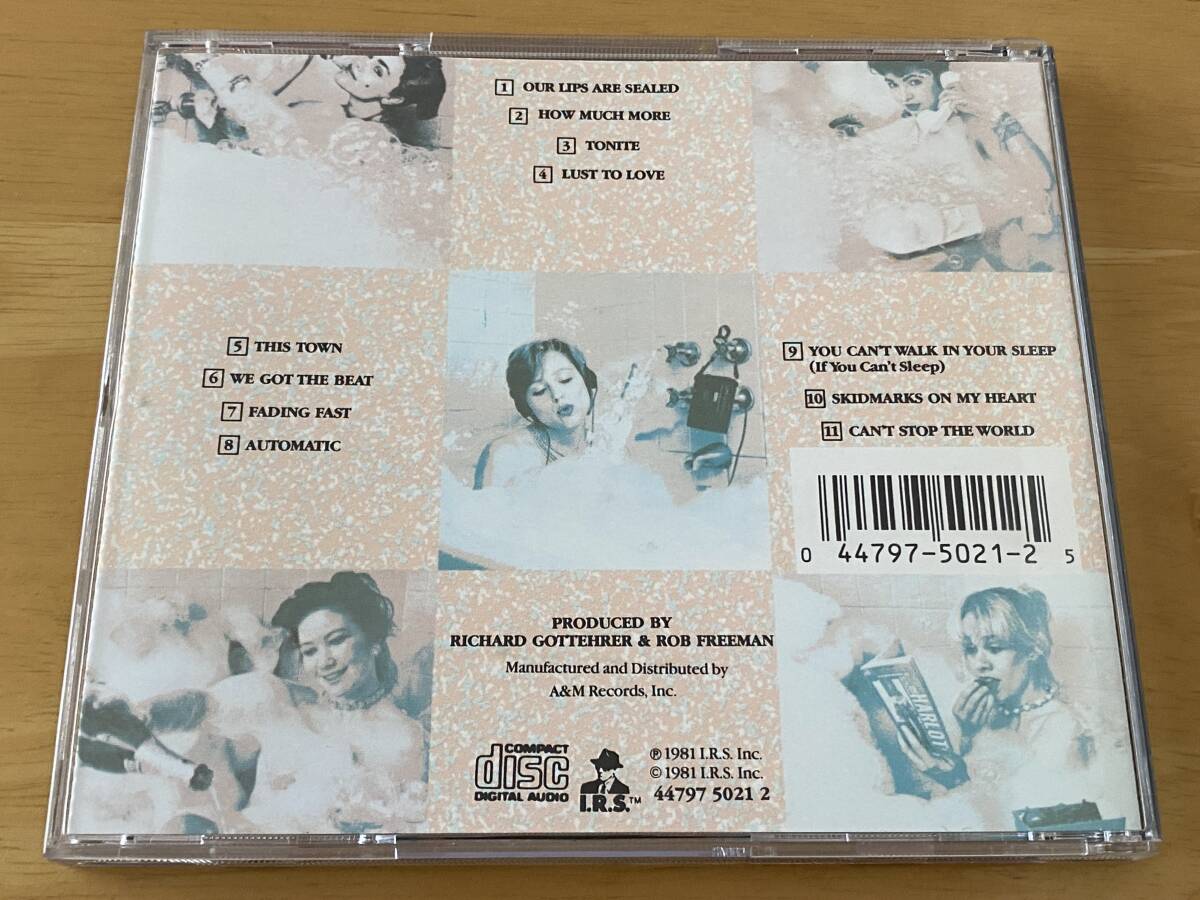 1 OUR LIPS ARE SEALED
2 HOW MUCH MORE
3 TONITE
4 LUST TO LOVE
5 THIS TOWN
6 WE GOT THE BEAT
7 FADING FAST
8 AUTOMATIC
9 YOU CAN'T WALK IN YOUR SLEEP
(If You Can't Sleep)
10 SKIDMARKS ON MY HEART
11 CAN'T STOP THE WORLD
0 44797-5021-2 5
PRODUCED BY
RICHARD GOTTEHRER & ROB FREEMAN
Manufactured and Distributed by
A&M Records, Inc.
COMPACT
disc
DIGITAL AUDIO
I.R.S.™
℗ 1981 I.R.S. Inc.
© 1981 I.R.S. Inc.
44797 5021 2
HARLOT